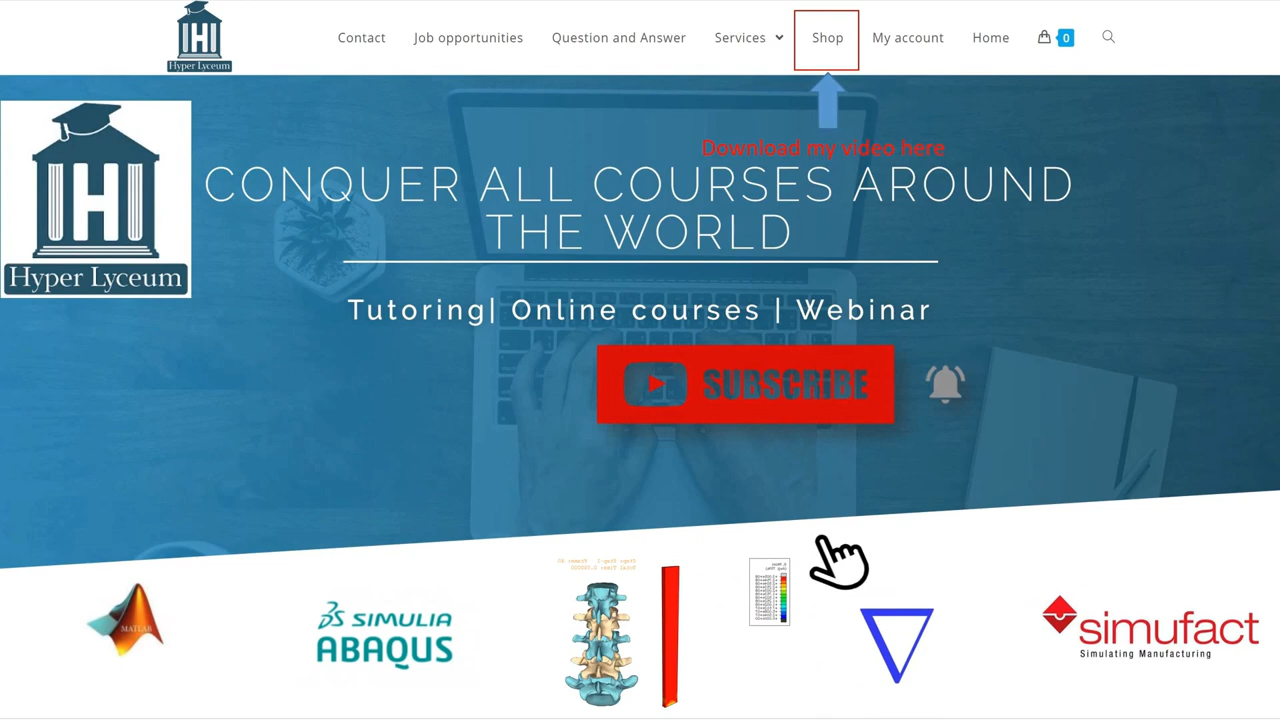 Hyper Lyceum
Contact
Job opportunities
Question and Answer
Services
Shop
My account
Home
0
Download my video here
Hyper Lyceum
CONQUER ALL COURSES AROUND
THE WORLD
Tutoring| Online courses | Webinar
SUBSCRIBE
MATLAB
SIMULIA
ABAQUS
simufact
Simulating Manufacturing